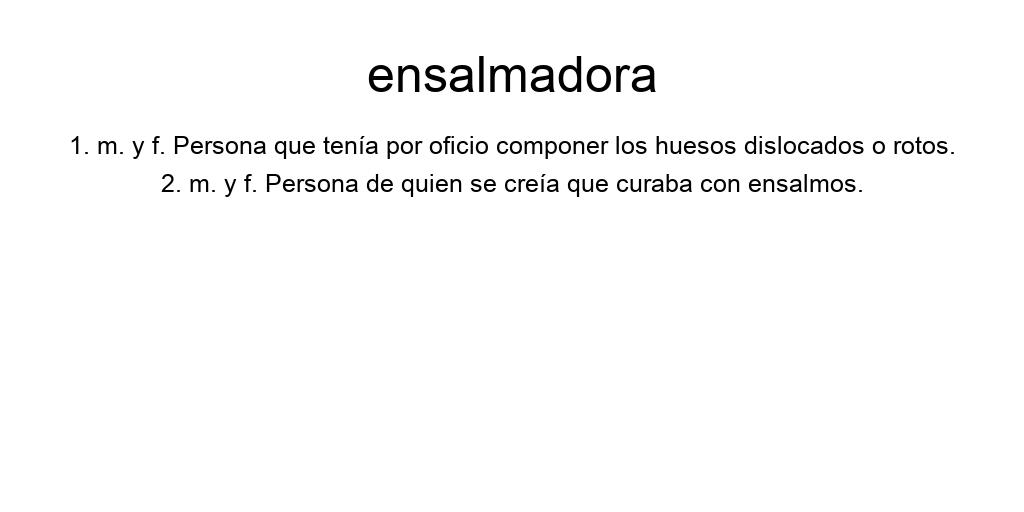 ensalmadora
1. m. y f. Persona que tenía por oficio componer los huesos dislocados o rotos.
2. m. y f. Persona de quien se creía que curaba con ensalmos.